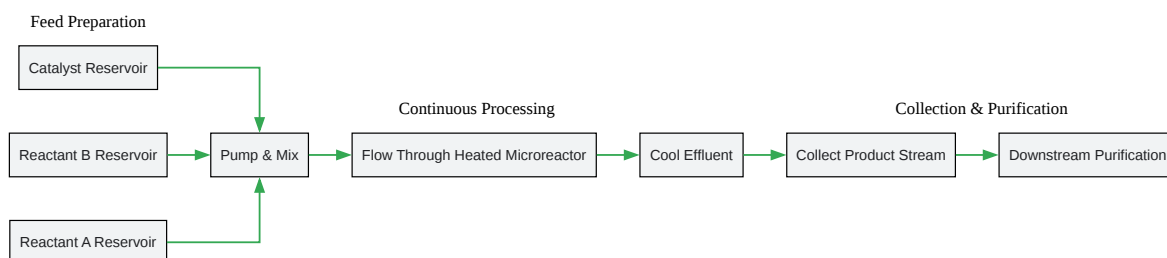 Feed Preparation
Catalyst Reservoir
Continuous Processing
Collection & Purification
Reactant B Reservoir
Pump & Mix
Flow Through Heated Microreactor
Cool Effluent
Collect Product Stream
Downstream Purification
Reactant A Reservoir